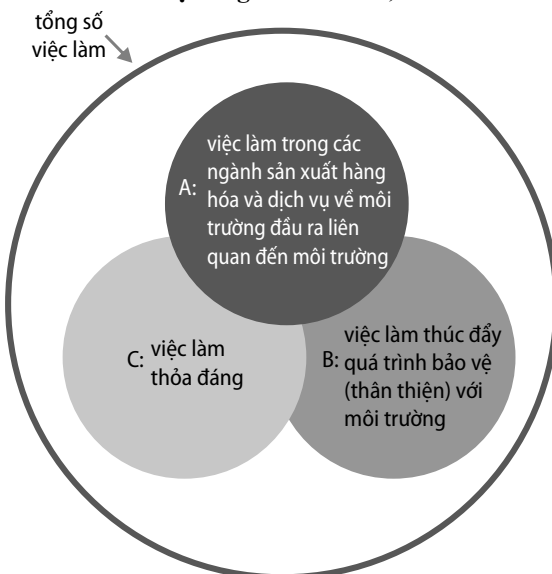 tổng số
việc làm
A: việc làm trong các
ngành sản xuất hàng
hóa và dịch vụ về môi
trường đầu ra liên
quan đến môi trường
C: việc làm
thỏa đáng
B: việc làm thúc đẩy
quá trình bảo vệ
(thân thiện) với
môi trường